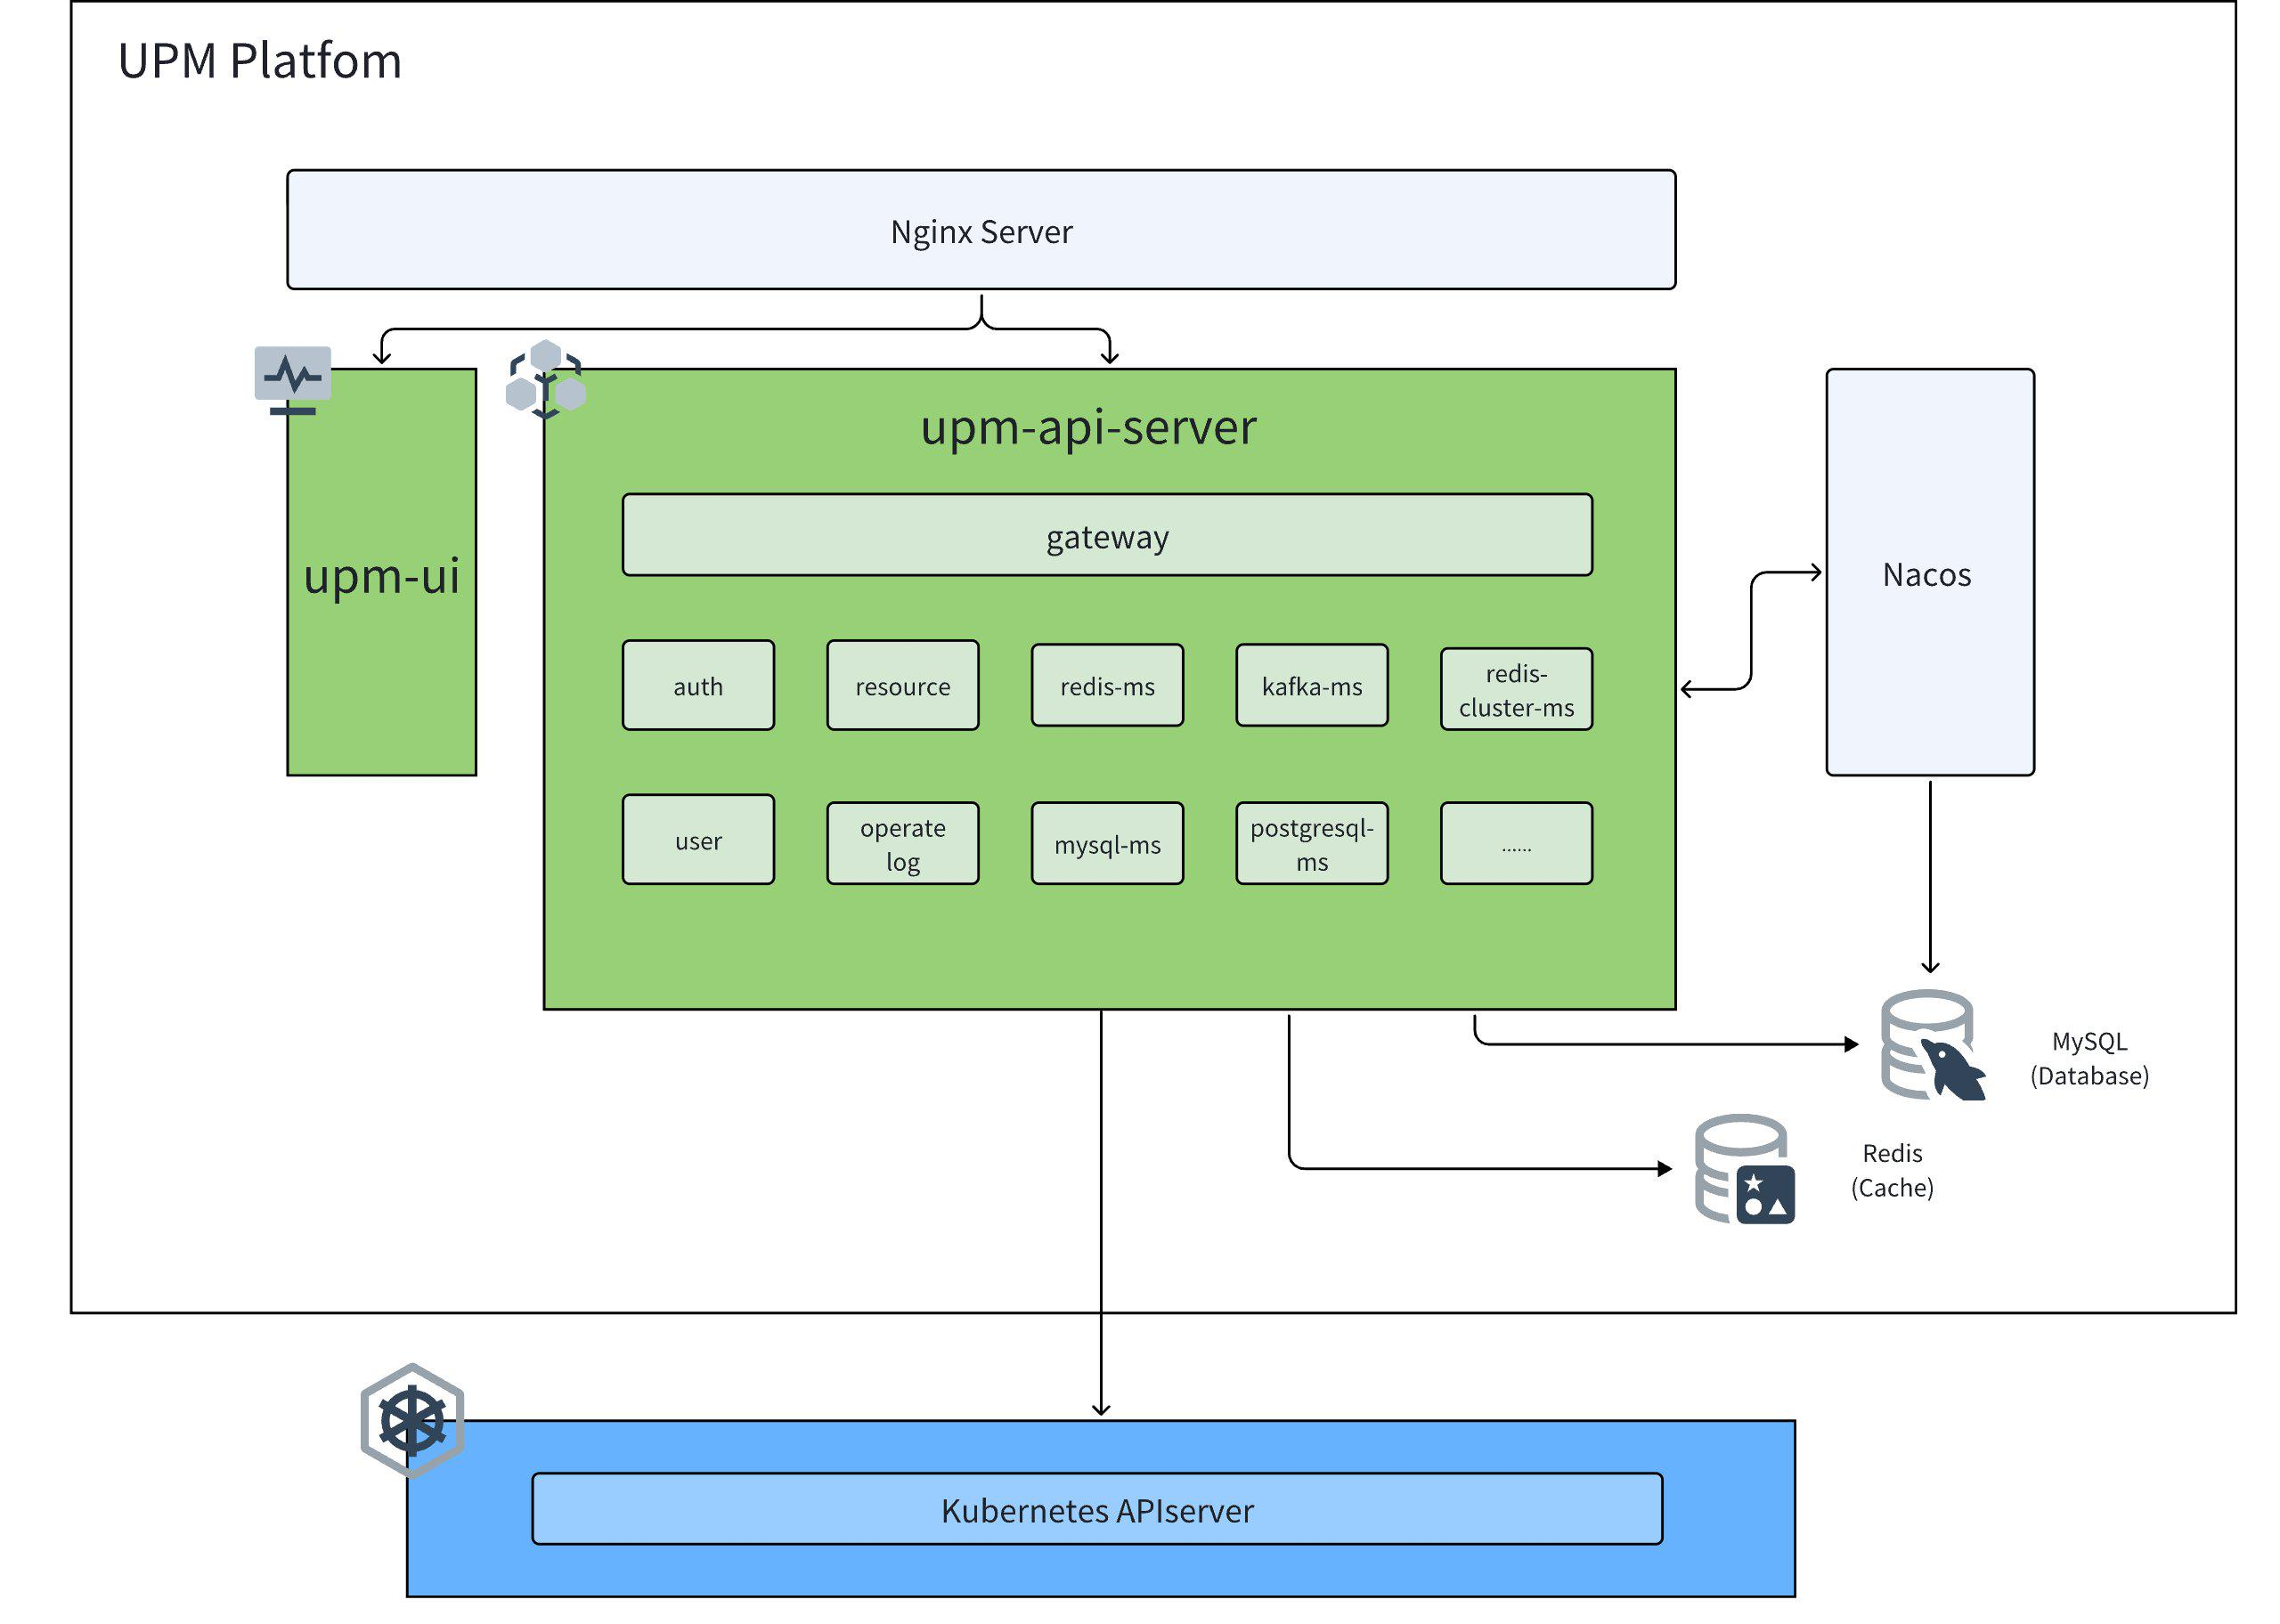 UPM Platfom
Nginx Server
upm-ui
upm-api-server
gateway
auth
resource
redis-ms
kafka-ms
redis-
cluster-ms
user
operate
log
mysql-ms
postgresql-
ms
......
Nacos
MySQL
(Database)
Redis
(Cache)
Kubernetes APIserver